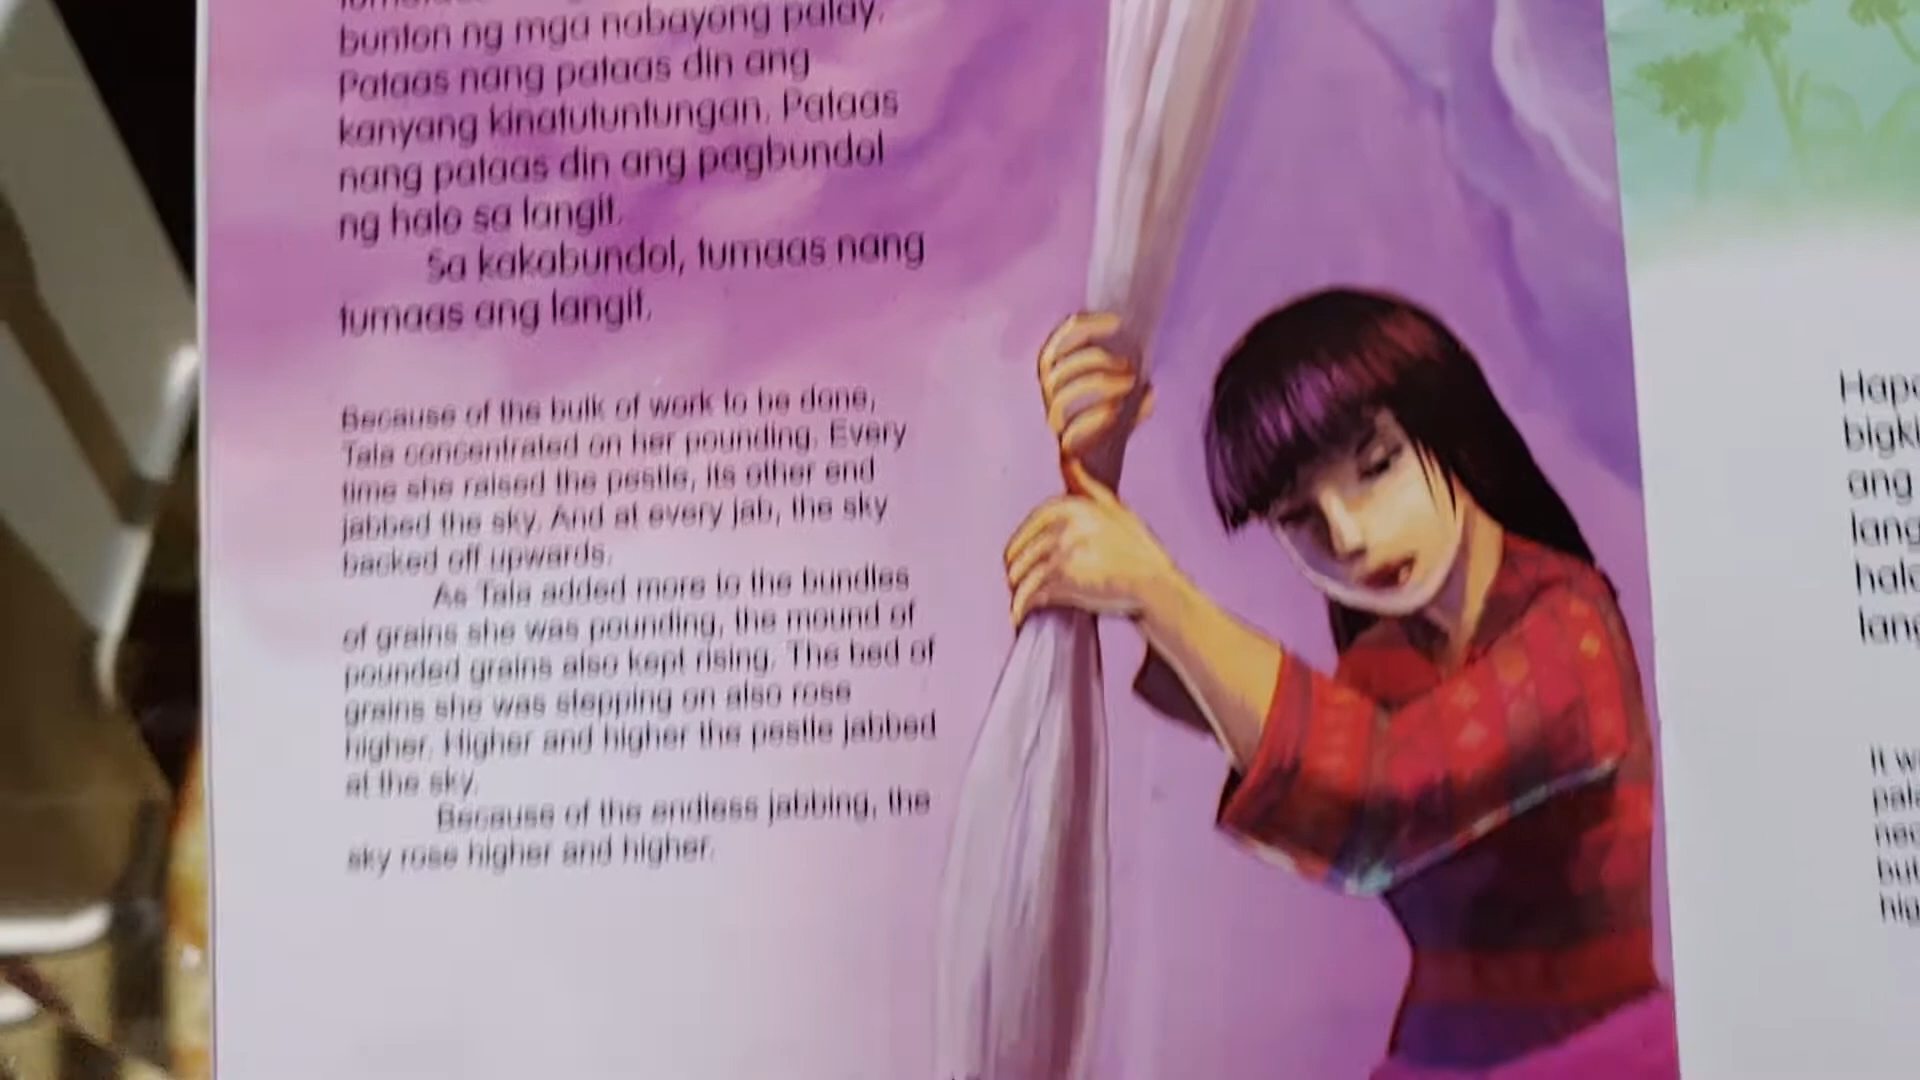 bunton ng mga nabayong palay.
Pataas nang pataas din ang
kanyang kinatutuntungan. Pataas
nang pataas din ang pagbundol
ng halo sa langit.
Sa kakabundol, tumaas nang
tumaas ang langit.
Because of the bulk of work to be done,
Tala concentrated on her pounding. Every
time she raised the pestle, its other end
jabbed the sky. And at every jab, the sky
backed off upwards.
As Tala added more to the bundles
of grains she was pounding, the mound of
pounded grains also kept rising. The bed of
grains she was stepping on also rose
higher. Higher and higher the pestle jabbed
at the sky.
Because of the endless jabbing, the
sky rose higher and higher.
ang
It